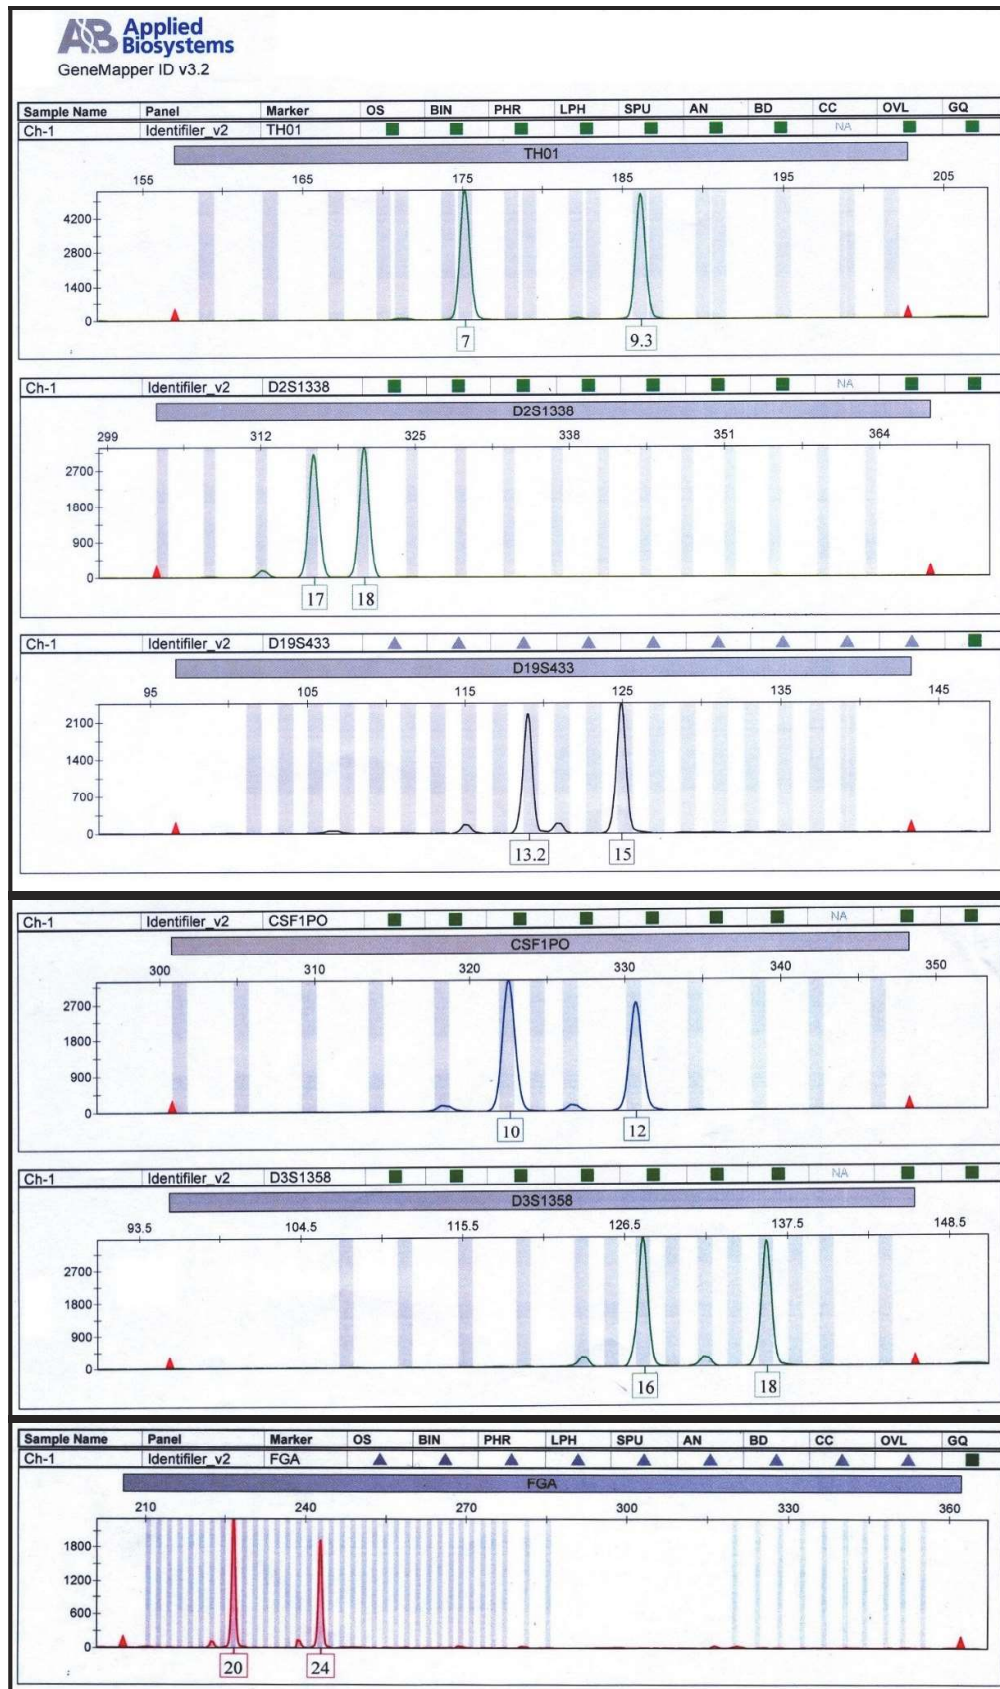 AB Applied
Biosystems
GeneMapper ID v3.2
Sample Name Panel Marker OS BIN PHR LPH SPU AN BD CC OVL GQ
Ch-1 Identifiler_v2 TH01 NA
TH01
155 165 175 185 195 205
4200
2800
1400
0
7 9.3
Ch-1 Identifiler_v2 D2S1338 NA
D2S1338
299 312 325 338 351 364
2700
1800
900
0
17 18
Ch-1 Identifiler_v2 D19S433
D19S433
95 105 115 125 135 145
2100
1400
700
0
13.2 15
Ch-1 Identifiler_v2 CSF1PO NA
CSF1PO
300 310 320 330 340 350
2700
1800
900
0
10 12
Ch-1 Identifiler_v2 D3S1358 NA
D3S1358
93.5 104.5 115.5 126.5 137.5 148.5
2700
1800
900
0
16 18
Sample Name Panel Marker OS BIN PHR LPH SPU AN BD CC OVL GQ
Ch-1 Identifiler_v2 FGA
FGA
210 240 270 300 330 360
1800
1200
600
0
20 24